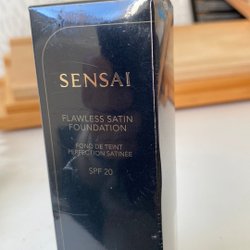 SENSAI
FLAWLESS SATIN
FOUNDATION
FOND DE TEINT
PERFECTION SATINÉE
SPF 20